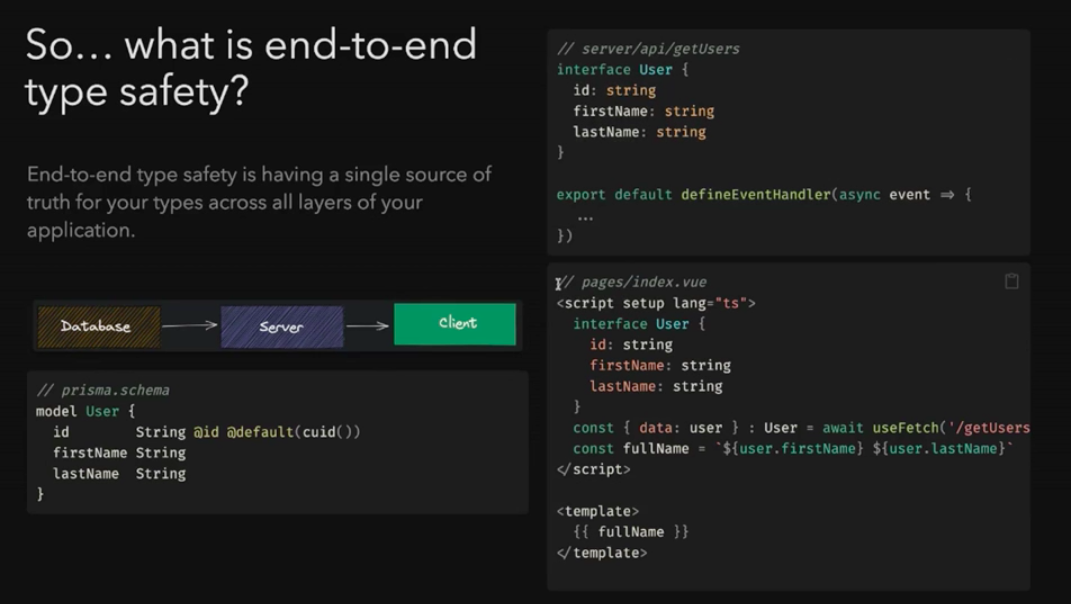 So... what is end-to-end
type safety?
End-to-end type safety is having a single source of
truth for your types across all layers of your
application.
Database
Server
Client
// prisma.schema
model User {
  id        String @id @default(cuid())
  firstName String
  lastName  String
}
// server/api/getUsers
interface User {
  id: string
  firstName: string
  lastName: string
}
export default defineEventHandler(async event ⇒ {
  ...
})
// pages/index.vue
<script setup lang="ts">
  interface User {
    id: string
    firstName: string
    lastName: string
  }
  const { data: user } : User = await useFetch('/getUsers
  const fullName = `${user.firstName} ${user.lastName}`
</script>
<template>
  {{ fullName }}
</template>